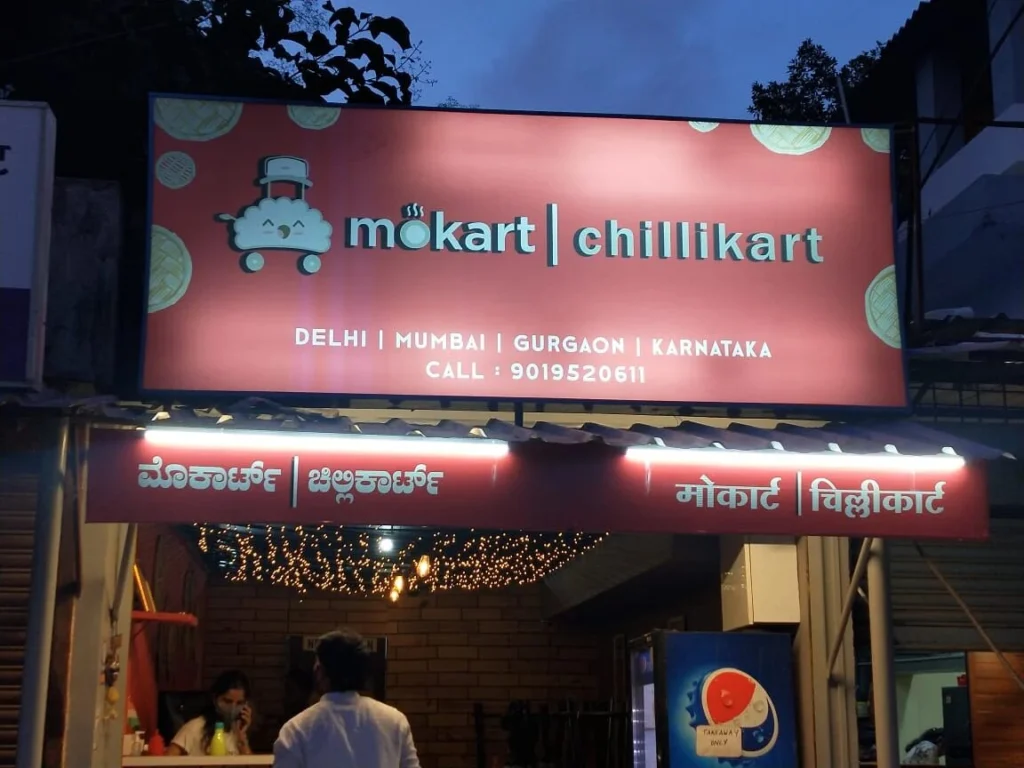 mokart | chillikart
DELHI | MUMBAI | GURGAON | KARNATAKA
CALL : 9019520611
ಮೊಕಾರ್ಟ್ | ಚಿಲ್ಲಿಕಾರ್ಟ್
मोकार्ट | चिल्लीकार्ट
TAKEAWAY
ONLY